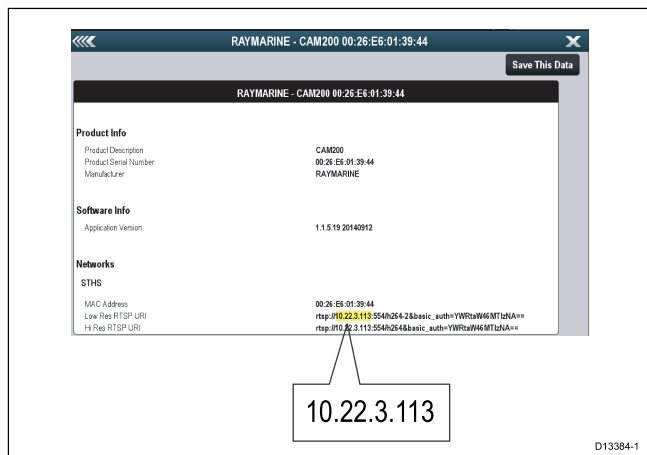 RAYMARINE - CAM200 00:26:E6:01:39:44 X
Save This Data
RAYMARINE - CAM200 00:26:E6:01:39:44
Product Info
Product Description CAM200
Product Serial Number 00:26:E6:01:39:44
Manufacturer RAYMARINE
Software Info
Application Version 1.1.5.19 20140912
Networks
STHS
MAC Address 00:26:E6:01:39:44
Low Res RTSP URI rtsp://10.22.3.113:554/h264-2&basic_auth=YWRtaW46MTIzNA==
Hi Res RTSP URI rtsp://10.22.3.113:554/h264&basic_auth=YWRtaW46MTIzNA==
10.22.3.113
D13384-1